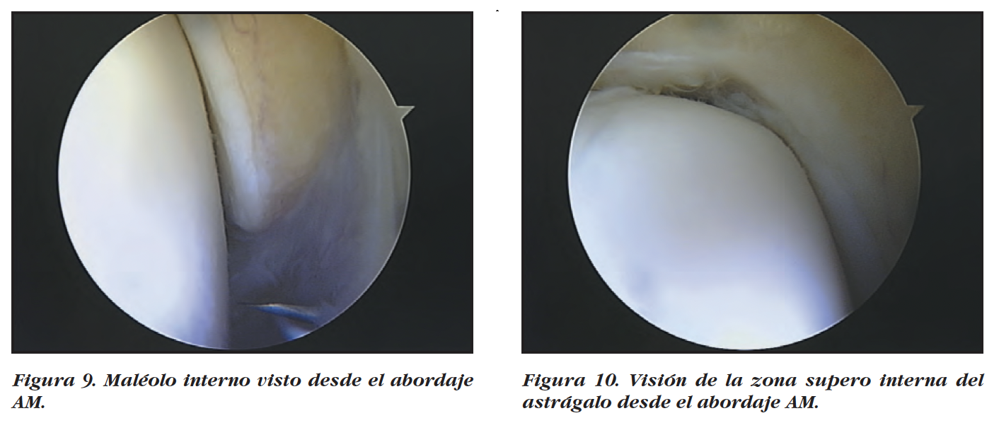 Figura 9. Maléolo interno visto desde el abordaje
AM.
Figura 10. Visión de la zona supero interna del
astrágalo desde el abordaje AM.